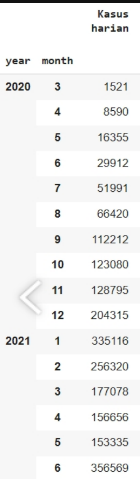 Kasus
harian
year month
2020 3 1521
4 8590
5 16355
6 29912
7 51991
8 66420
9 112212
10 123080
11 128795
12 204315
2021 1 335116
2 256320
3 177078
4 156656
5 153335
6 356569